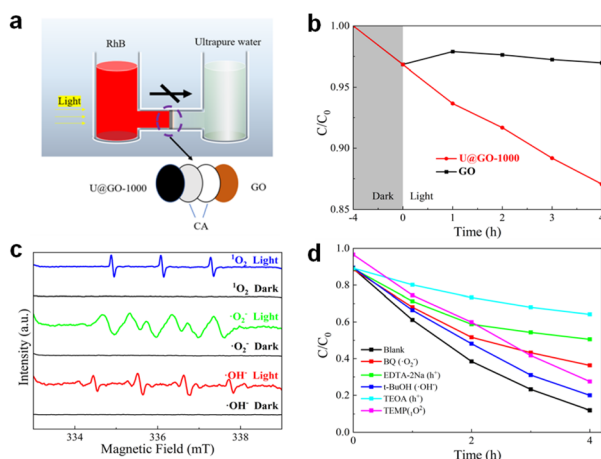 a
RhB
Ultrapure water
Light
U@GO-1000
GO
CA
b
C/C₀
1.00
0.95
0.90
0.85
U@GO-1000
GO
Dark
Light
-4
0
1
2
3
4
Time (h)
c
Intensity (a.u.)
¹O₂ Light
¹O₂ Dark
·O₂⁻ Light
·O₂⁻ Dark
·OH⁻ Light
·OH⁻ Dark
334
336
338
Magnetic Field (mT)
d
C/C₀
1.0
0.8
0.6
0.4
0.2
0.0
Blank
BQ (·O₂⁻)
EDTA-2Na (h⁺)
t-BuOH (·OH⁻)
TEOA (h⁺)
TEMP(₁O²)
0
2
4
Time (h)